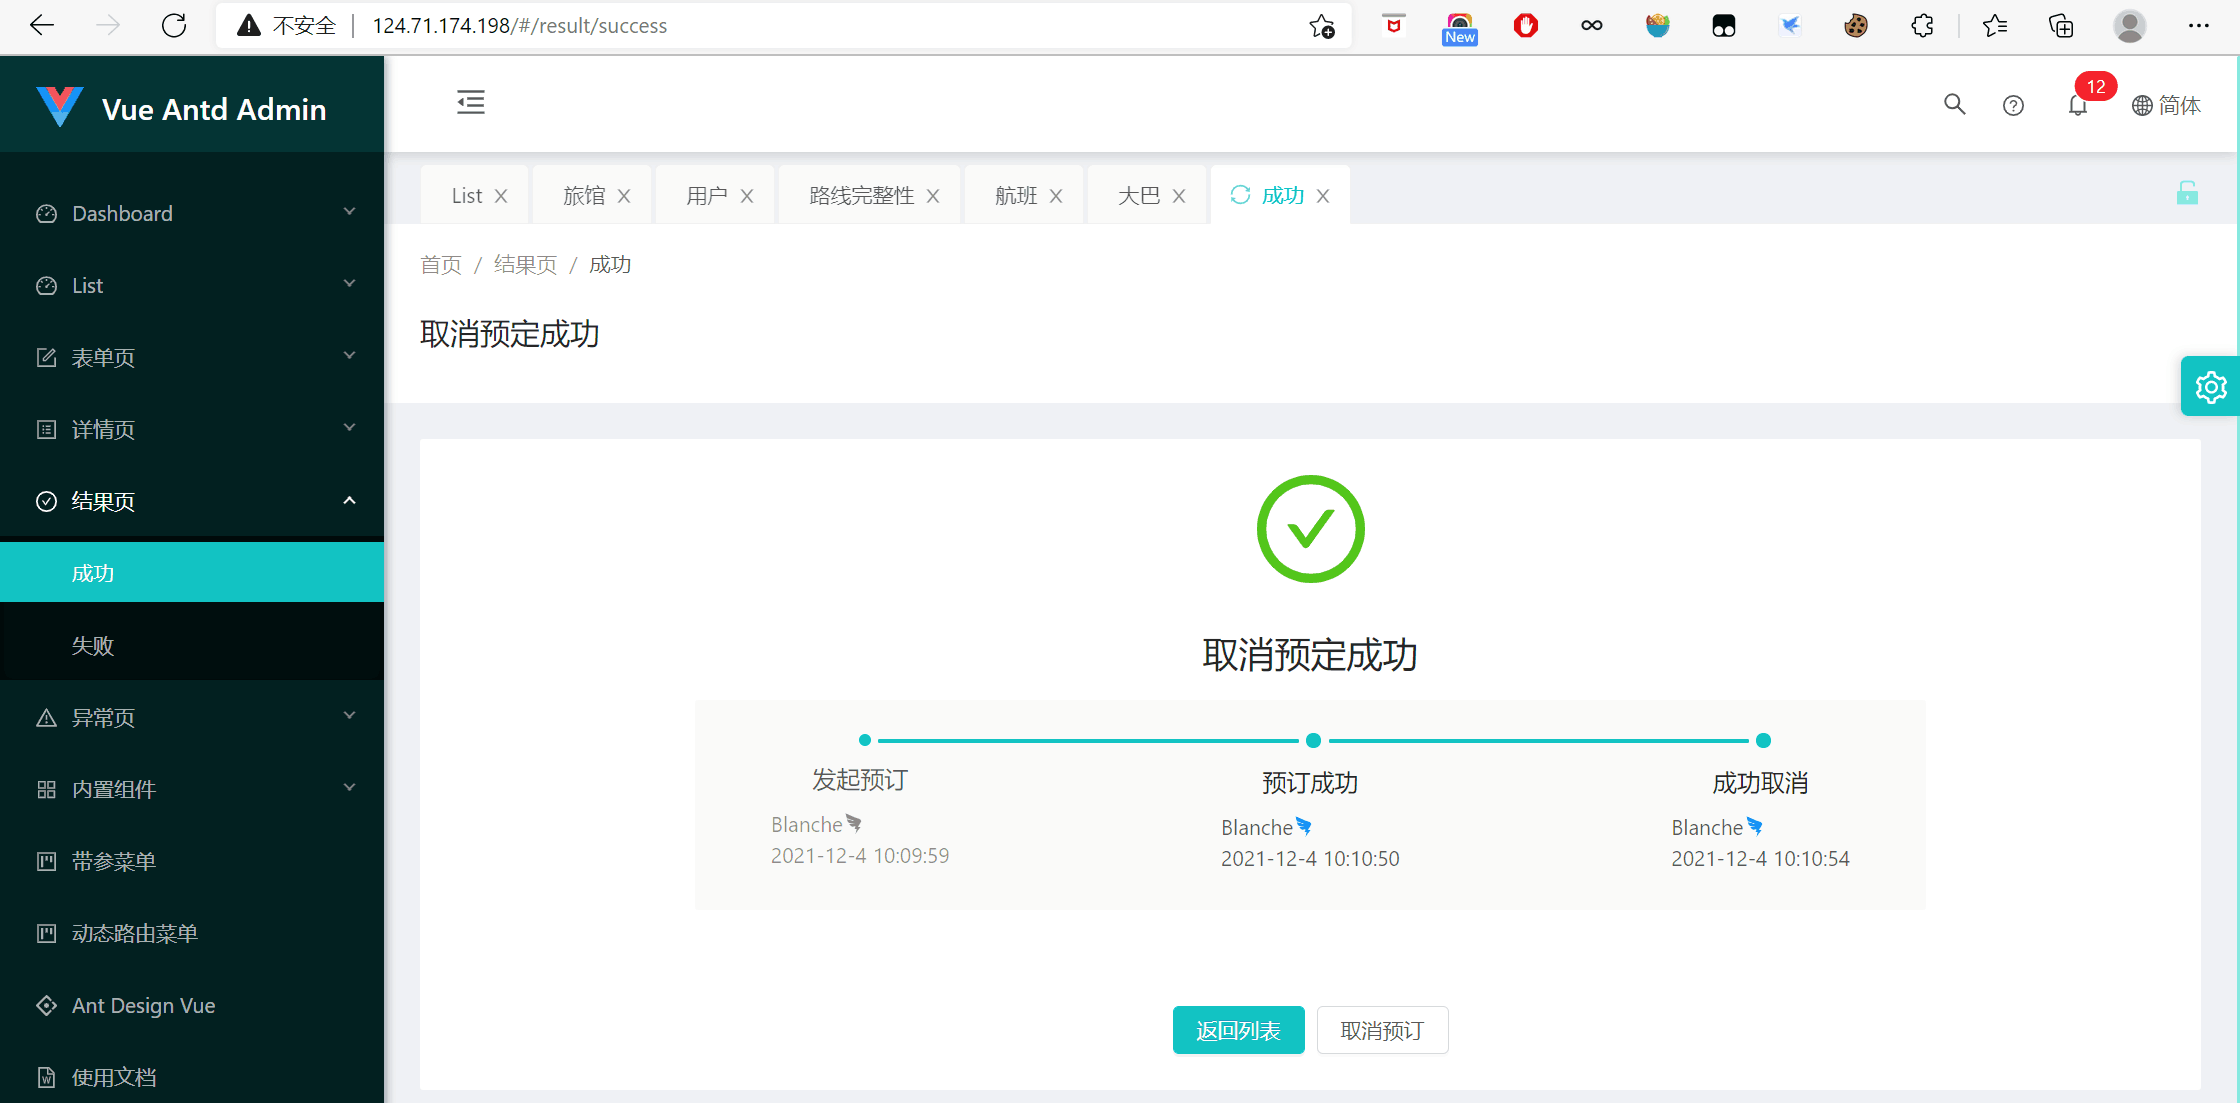 不安全 | 124.71.174.198/#/result/success
New
Vue Antd Admin
12
简体
Dashboard
List
表单页
详情页
结果页
成功
失败
异常页
内置组件
带参菜单
动态路由菜单
Ant Design Vue
使用文档
List 旅馆 用户 路线完整性 航班 大巴 成功
首页 / 结果页 / 成功
取消预定成功
取消预定成功
发起预订 预订成功 成功取消
Blanche Blanche Blanche
2021-12-4 10:09:59 2021-12-4 10:10:50 2021-12-4 10:10:54
返回列表 取消预订